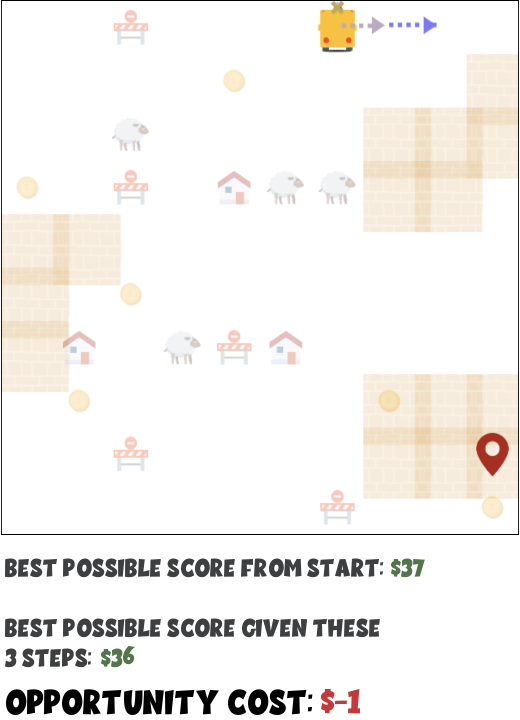 BEST POSSIBLE SCORE FROM START: $37
BEST POSSIBLE SCORE GIVEN THESE
3 STEPS: $36
OPPORTUNITY COST: $-1